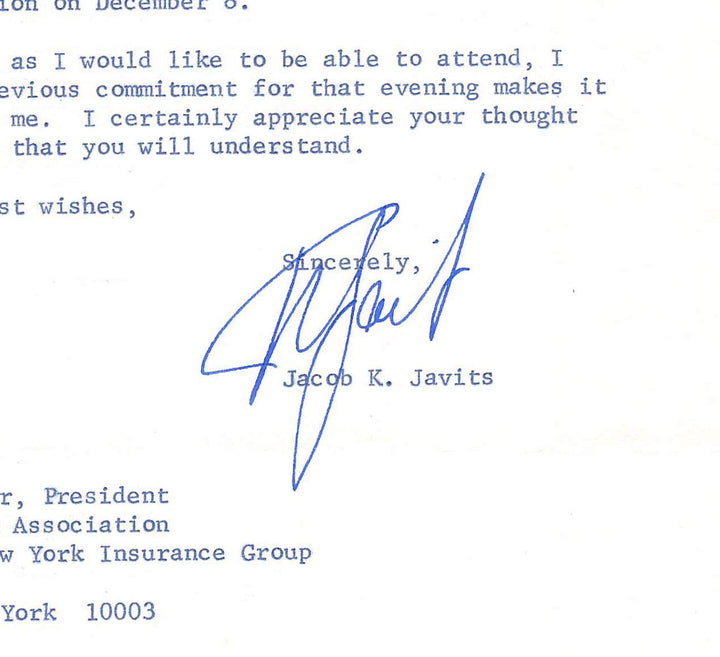 on December 8.
as I would like to be able to attend, I
evious commitment for that evening makes it
me. I certainly appreciate your thought
that you will understand.
st wishes,
Sincerely,
Jacob K. Javits
r, President
Association
w York Insurance Group
York 10003